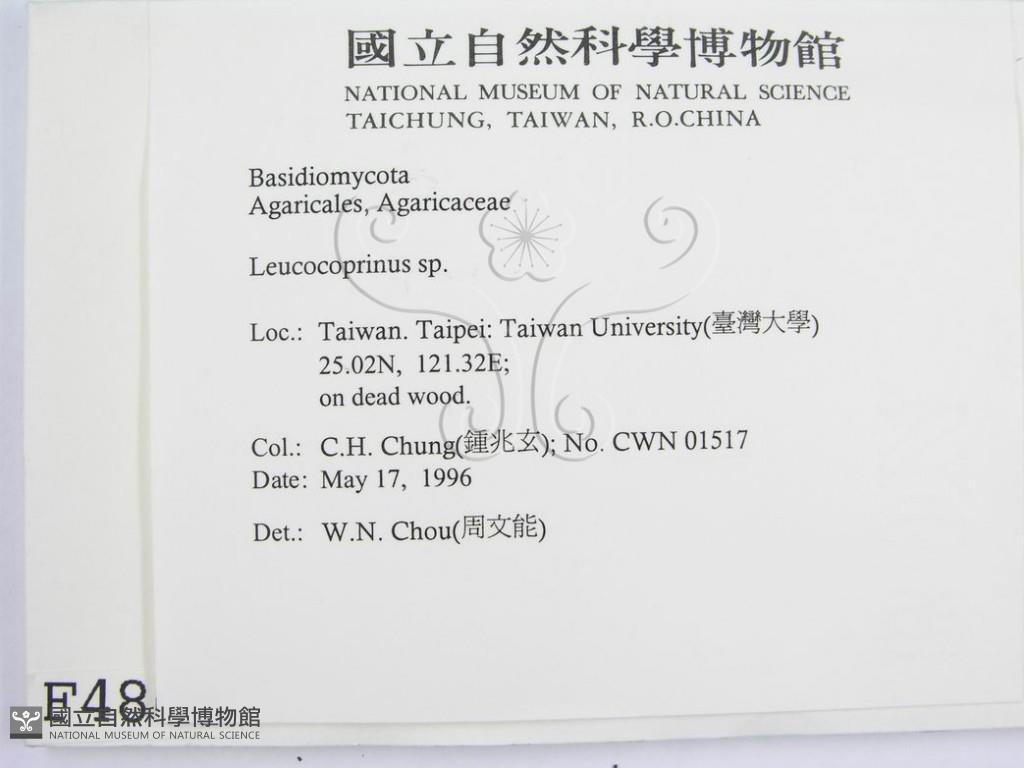 國立自然科學博物館
NATIONAL MUSEUM OF NATURAL SCIENCE
TAICHUNG, TAIWAN, R.O.CHINA
Basidiomycota
Agaricales, Agaricaceae
Leucocoprinus sp.
Loc.: Taiwan. Taipei: Taiwan University(臺灣大學)
25.02N, 121.32E;
on dead wood.
Col.: C.H. Chung(鍾兆玄); No. CWN 01517
Date: May 17, 1996
Det.: W.N. Chou(周文能)
F48
國立自然科學博物館
NATIONAL MUSEUM OF NATURAL SCIENCE